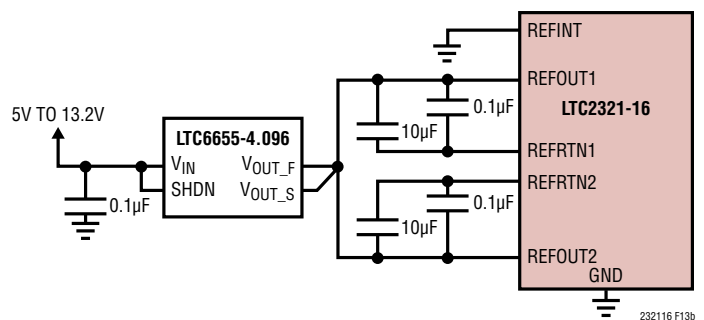 REFINT
5V TO 13.2V
LTC6655-4.096
VIN
SHDN
VOUT_F
VOUT_S
0.1µF
10µF
0.1µF
REFOUT1
LTC2321-16
REFRTN1
REFRTN2
10µF
0.1µF
REFOUT2
GND
232116 F13b